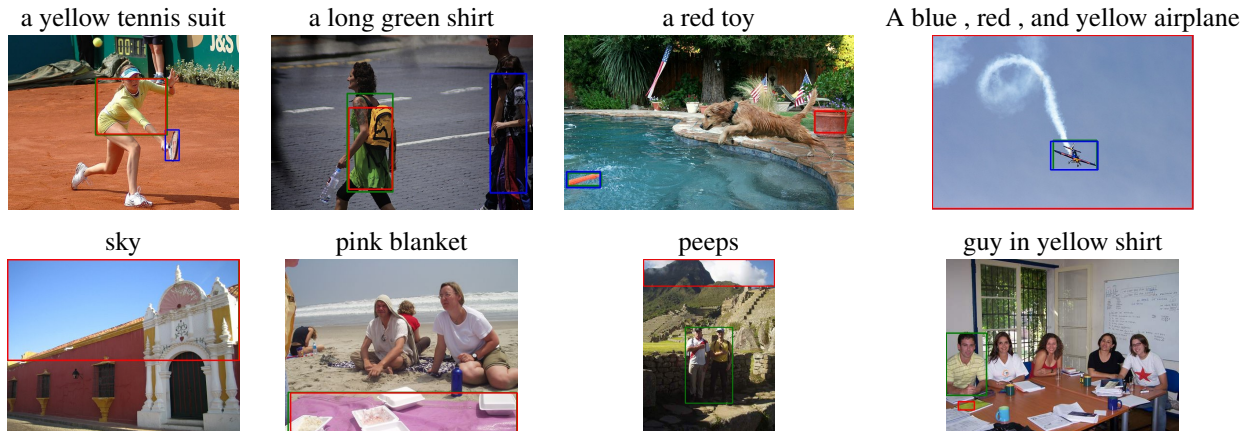 a yellow tennis suit
a long green shirt
a red toy
A blue , red , and yellow airplane
J&S
sky
pink blanket
peeps
guy in yellow shirt